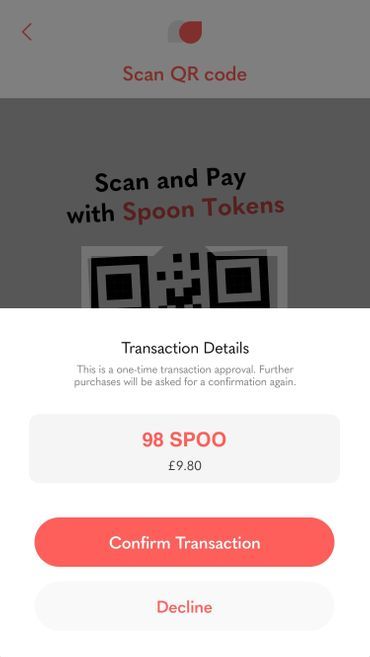 Scan QR code
Scan and Pay
with Spoon Tokens
Transaction Details
This is a one-time transaction approval. Further
purchases will be asked for a confirmation again.
98 SPOO
£9.80
Confirm Transaction
Decline